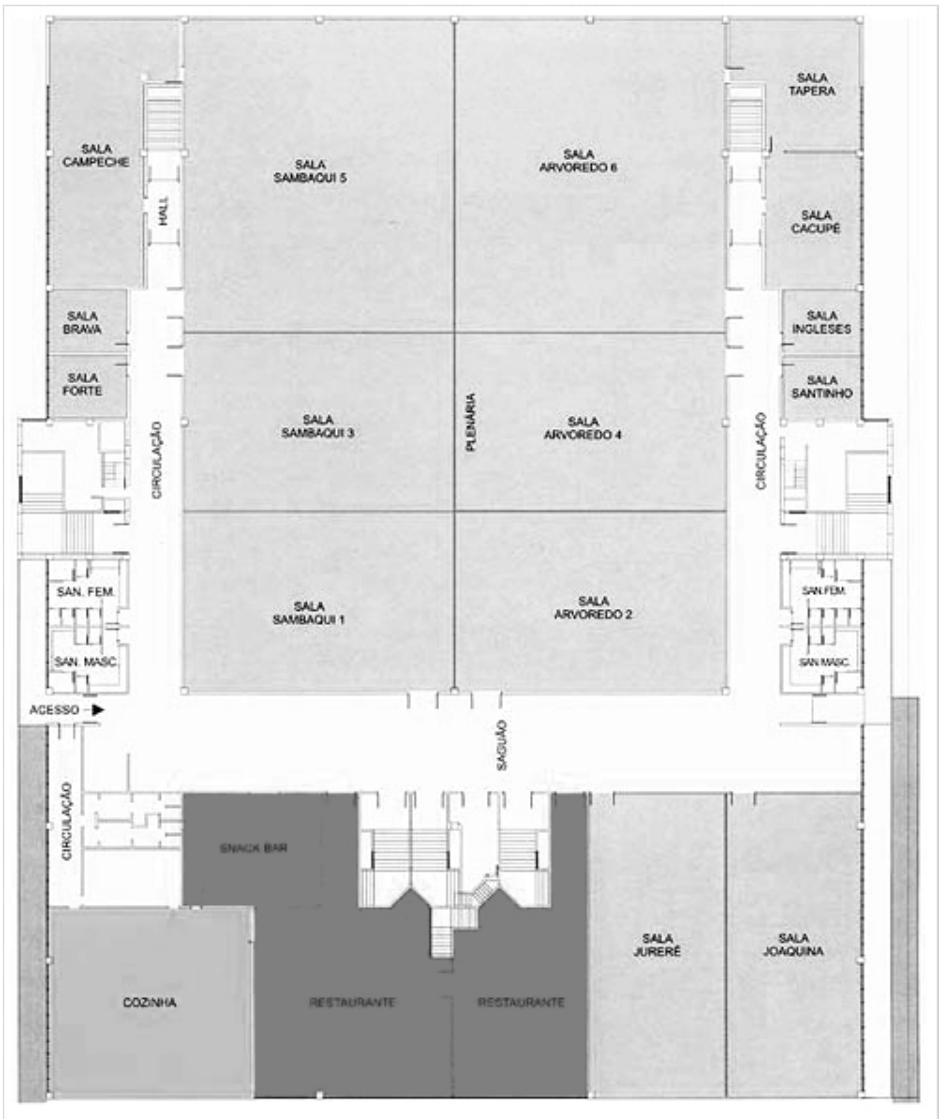 SALA
TAPERA
SALA
CAMPECHE
SALA
SAMBAQUI 5
SALA
ARVOREDO 6
HALL
SALA
CACUPÉ
SALA
BRAVA
SALA
INGLESES
SALA
FORTE
SALA
SANTINHO
CIRCULAÇÃO
SALA
SAMBAQUI 3
PLENÁRIA
SALA
ARVOREDO 4
CIRCULAÇÃO
SAN. FEM.
SALA
SAMBAQUI 1
SALA
ARVOREDO 2
SAN.FEM.
SAN. MASC.
SAN MASC.
ACESSO
SAGUÃO
CIRCULAÇÃO
SNACK BAR
SALA
JURERÊ
SALA
JOAQUINA
COZINHA
RESTAURANTE
RESTAURANTE